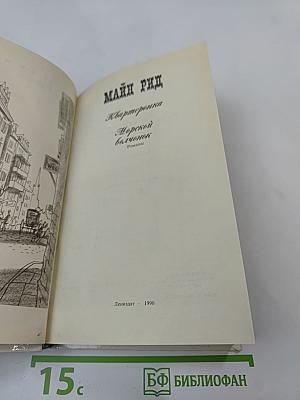 МАЙН РИД
Квартеронка
Морской
волчонок
Романы
Лениздат · 1990
15с
БФ БИБЛИОФАН